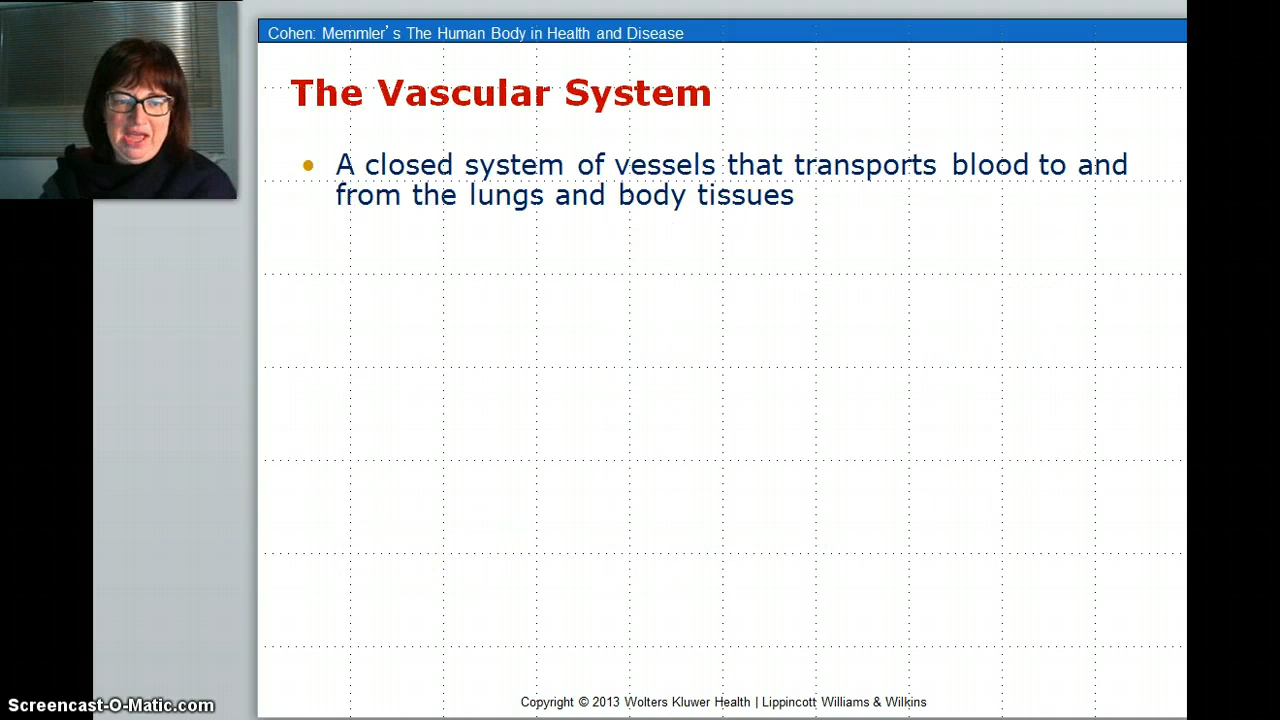 Cohen: Memmler’s The Human Body in Health and Disease
The Vascular System
• A closed system of vessels that transports blood to and
from the lungs and body tissues
Copyright © 2013 Wolters Kluwer Health | Lippincott Williams & Wilkins
Screencast-O-Matic.com